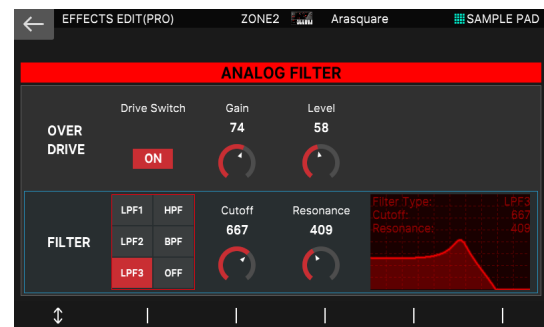 EFFECTS EDIT(PRO) ZONE2 Arasquare SAMPLE PAD
ANALOG FILTER
OVER DRIVE
Drive Switch
ON
Gain
74
Level
58
FILTER
LPF1 HPF
LPF2 BPF
LPF3 OFF
Cutoff
667
Resonance
409
Filter Type: LPF3
Cutoff: 667
Resonance: 409